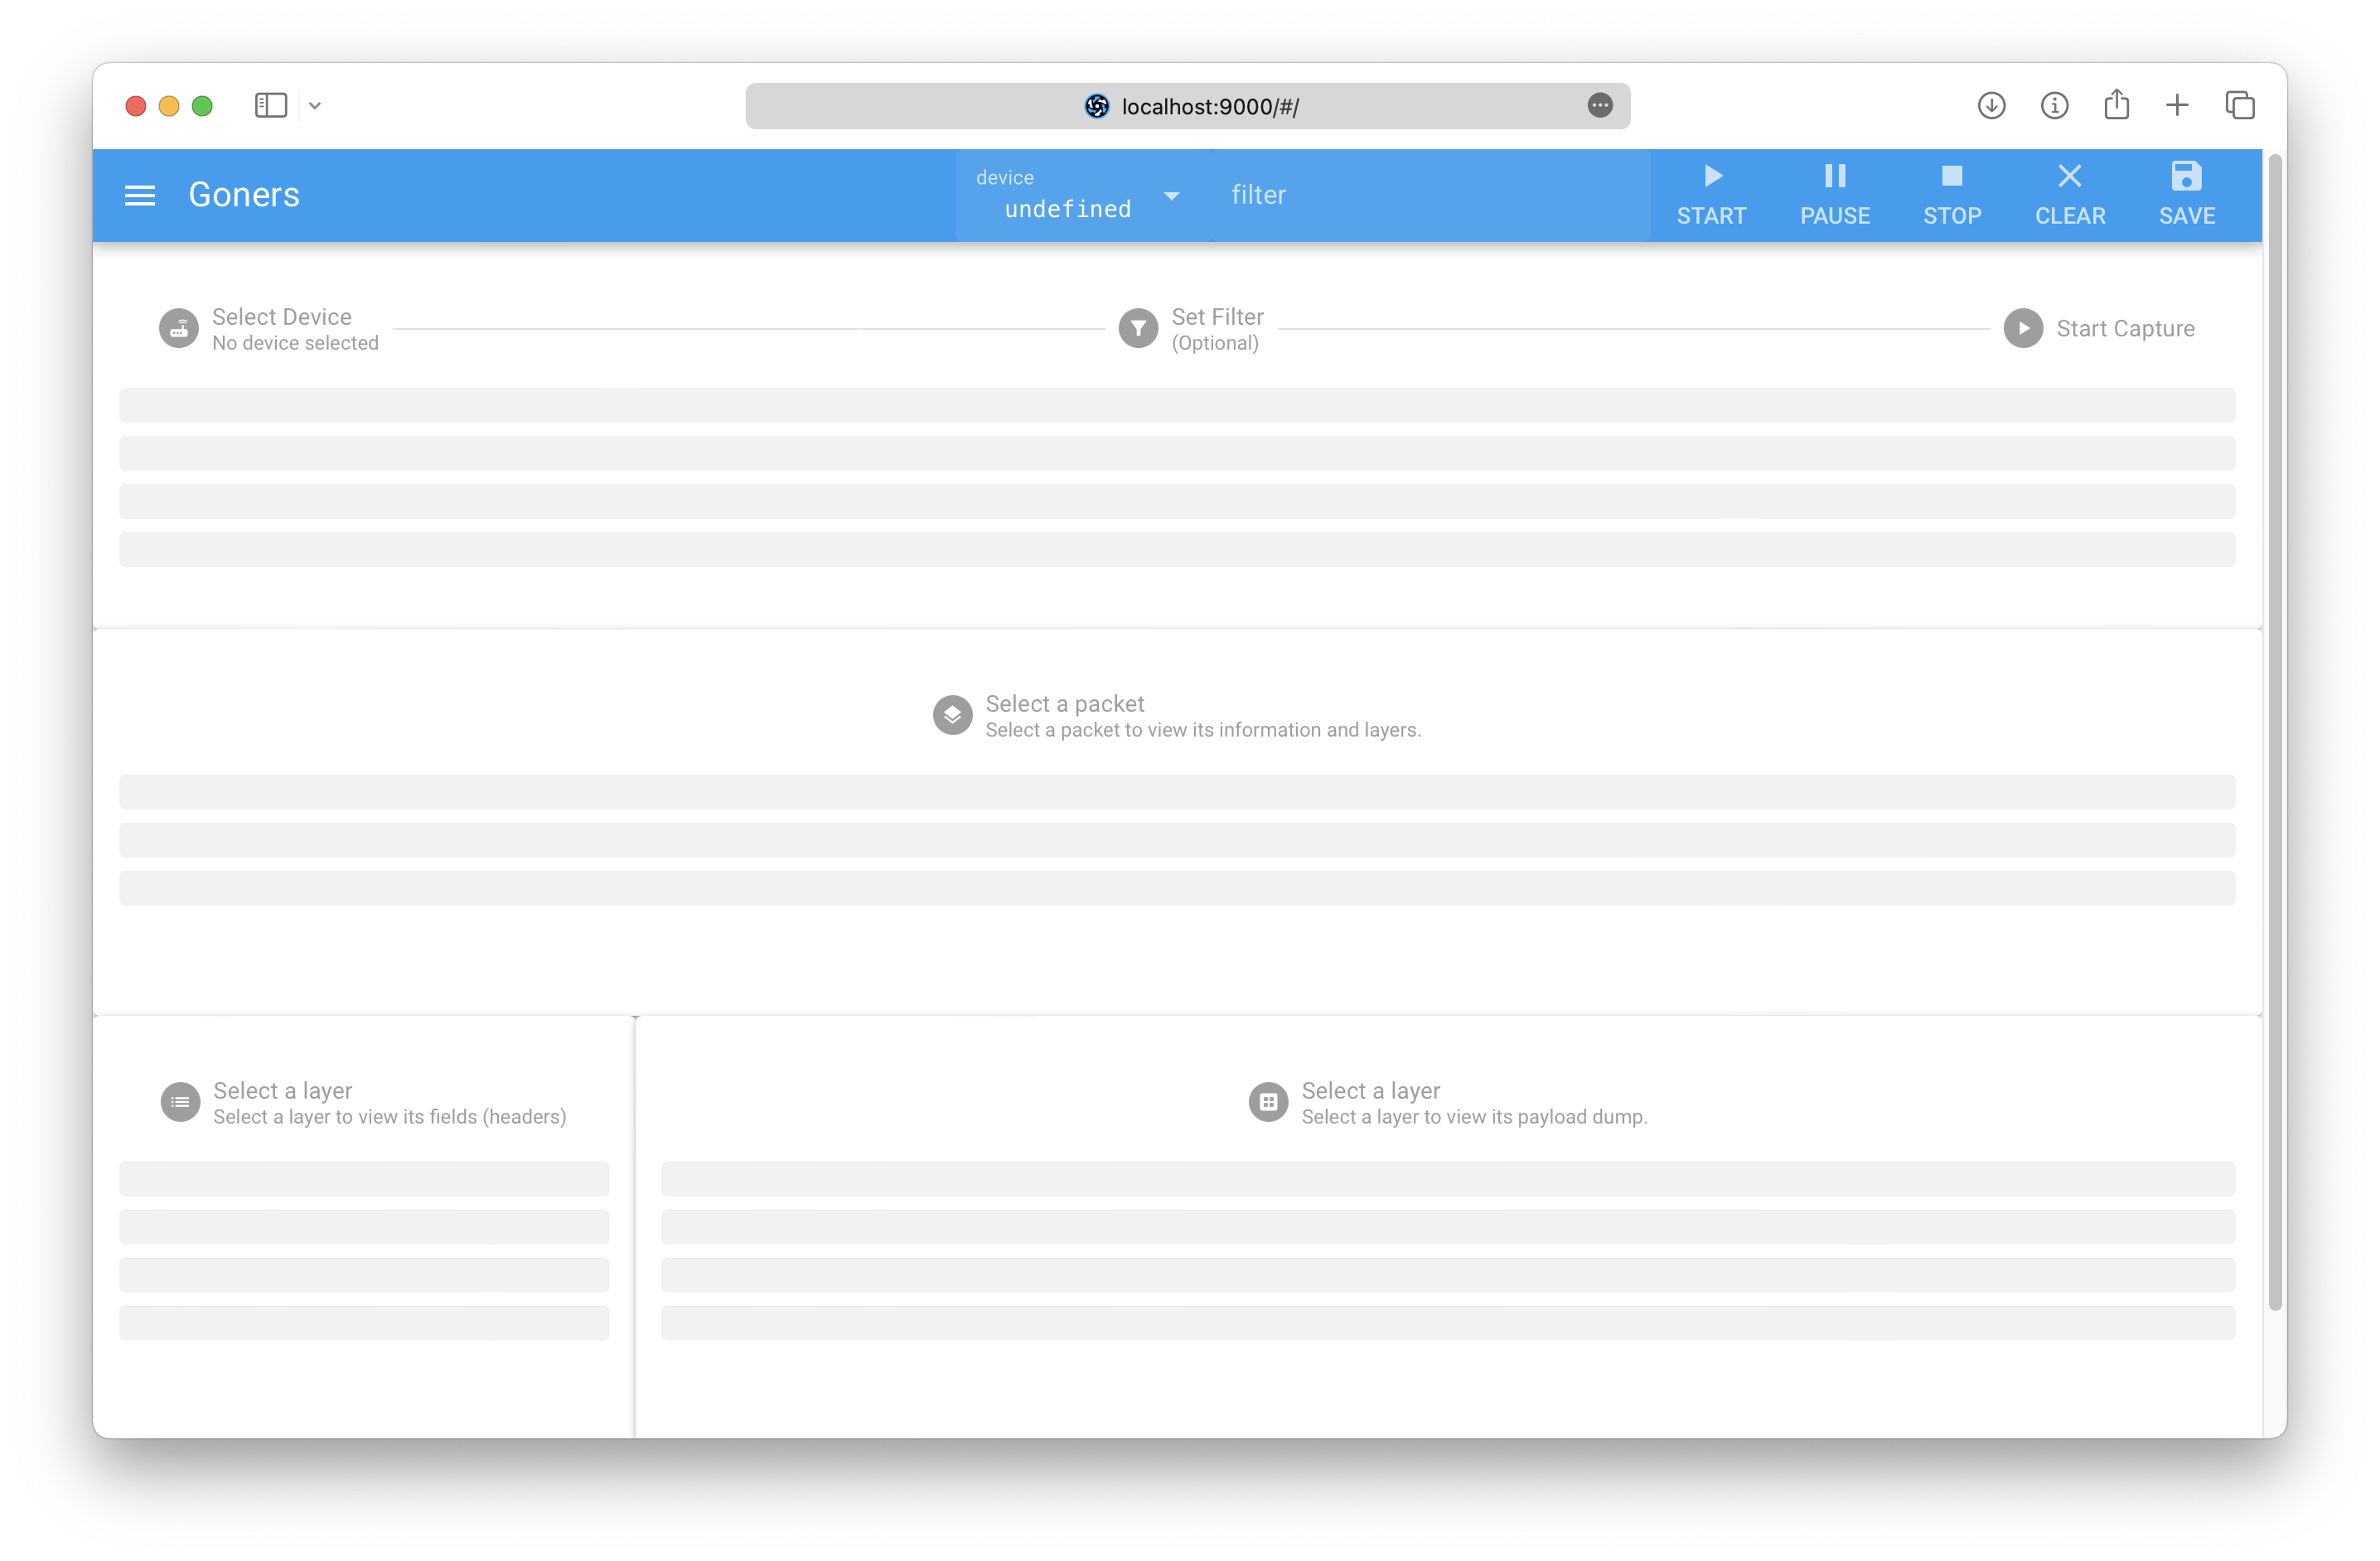 localhost:9000/#/
Goners
device
undefined
filter
START
PAUSE
STOP
CLEAR
SAVE
Select Device
No device selected
Set Filter
(Optional)
Start Capture
Select a packet
Select a packet to view its information and layers.
Select a layer
Select a layer to view its fields (headers)
Select a layer
Select a layer to view its payload dump.